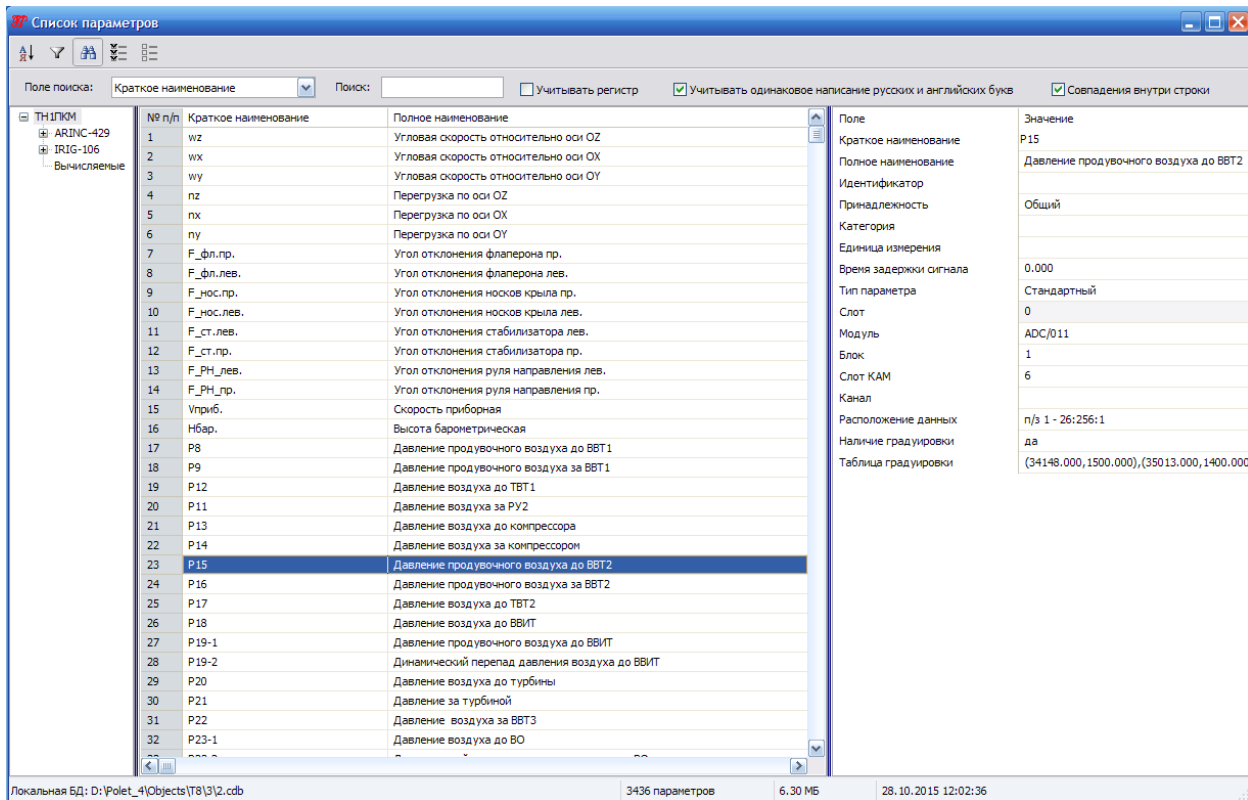 Список параметров
Поле поиска: Краткое наименование Поиск: Учитывать регистр Учитывать одинаковое написание русских и английских букв Совпадения внутри строки
ТН1ПКМ
ARINC-429
IRIG-106
Вычисляемые
№ п/п Краткое наименование Полное наименование
1 wz Угловая скорость относительно оси OZ
2 wx Угловая скорость относительно оси OX
3 wy Угловая скорость относительно оси OY
4 nz Перегрузка по оси OZ
5 nx Перегрузка по оси OX
6 ny Перегрузка по оси OY
7 F_фл.пр. Угол отклонения флаперона пр.
8 F_фл.лев. Угол отклонения флаперона лев.
9 F_нос.пр. Угол отклонения носков крыла пр.
10 F_нос.лев. Угол отклонения носков крыла лев.
11 F_ст.лев. Угол отклонения стабилизатора лев.
12 F_ст.пр. Угол отклонения стабилизатора пр.
13 F_РН_лев. Угол отклонения руля направления лев.
14 F_РН_пр. Угол отклонения руля направления пр.
15 Vприб. Скорость приборная
16 Hбар. Высота барометрическая
17 P8 Давление продувочного воздуха до ВВТ1
18 P9 Давление продувочного воздуха за ВВТ1
19 P12 Давление воздуха до ТВТ1
20 P11 Давление воздуха за РУ2
21 P13 Давление воздуха до компрессора
22 P14 Давление воздуха за компрессором
23 P15 Давление продувочного воздуха до ВВТ2
24 P16 Давление продувочного воздуха за ВВТ2
25 P17 Давление воздуха до ТВТ2
26 P18 Давление воздуха до ВВИТ
27 P19-1 Давление продувочного воздуха до ВВИТ
28 P19-2 Динамический перепад давления воздуха до ВВИТ
29 P20 Давление воздуха до турбины
30 P21 Давление за турбиной
31 P22 Давление воздуха за ВВТ3
32 P23-1 Давление воздуха до ВО
Поле Значение
Краткое наименование P15
Полное наименование Давление продувочного воздуха до ВВТ2
Идентификатор
Принадлежность Общий
Категория
Единица измерения
Время задержки сигнала 0.000
Тип параметра Стандартный
Слот 0
Модуль ADC/011
Блок 1
Слот КАМ 6
Канал
Расположение данных п/з 1 - 26:256:1
Наличие градуировки да
Таблица градуировки (34148.000,1500.000),(35013.000,1400.000
Локальная БД: D:\Polet_4\Objects\T8\3\2.cdb 3436 параметров 6.30 МБ 28.10.2015 12:02:36